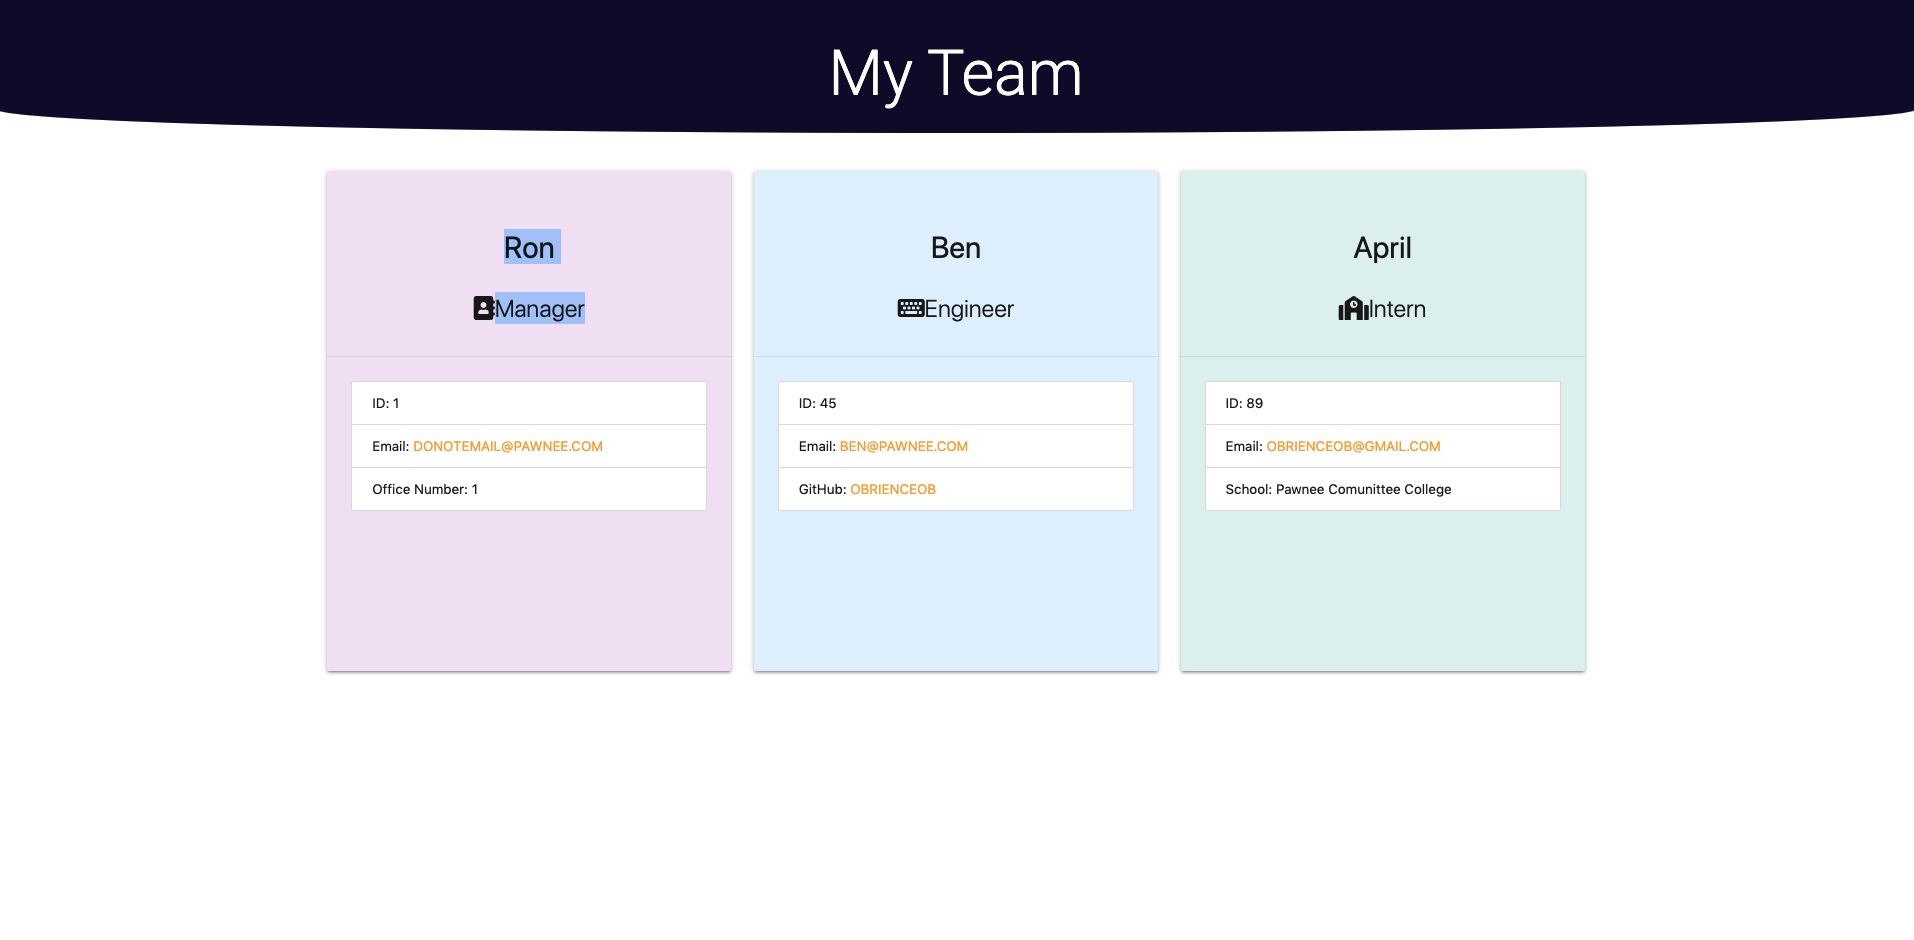 My Team
Ron
Manager
ID: 1
Email: DONOTEMAIL@PAWNEE.COM
Office Number: 1
Ben
Engineer
ID: 45
Email: BEN@PAWNEE.COM
GitHub: OBRIENCEOB
April
Intern
ID: 89
Email: OBRIENCEOB@GMAIL.COM
School: Pawnee Comunittee College